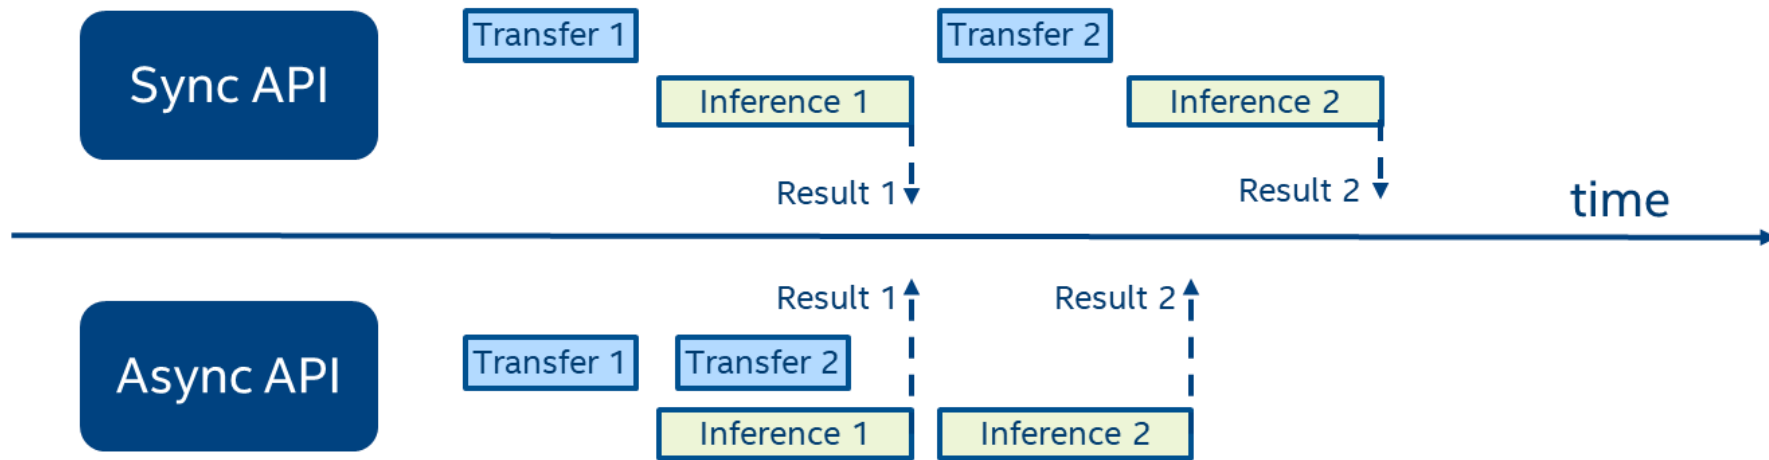 Sync API
Transfer 1
Transfer 2
Inference 1
Inference 2
Result 1
Result 2
time
Async API
Result 1
Result 2
Transfer 1
Transfer 2
Inference 1
Inference 2